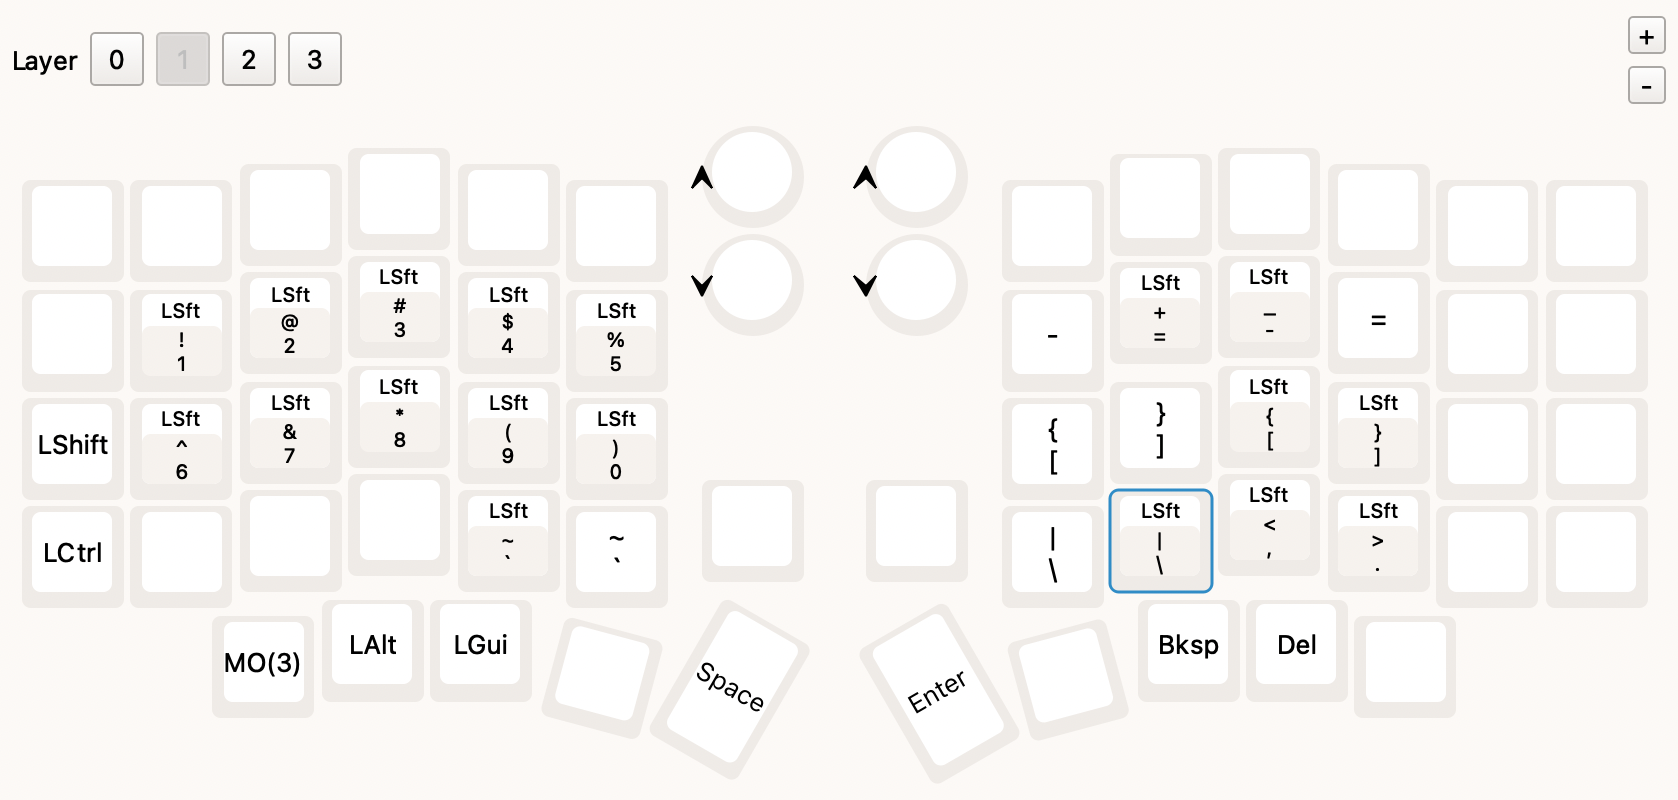 Layer 0 1 2 3
+
-
LSft ! 1
LSft @ 2
LSft # 3
LSft $ 4
LSft % 5
-
LSft + =
LSft _ -
=
LShift
LSft ^ 6
LSft & 7
LSft * 8
LSft ( 9
LSft ) 0
{ [
} ]
LSft { [
LSft } ]
LCtrl
LSft ~ `
~ `
| \
LSft | \
LSft < ,
LSft > .
MO(3)
LAlt
LGui
Space
Enter
Bksp
Del